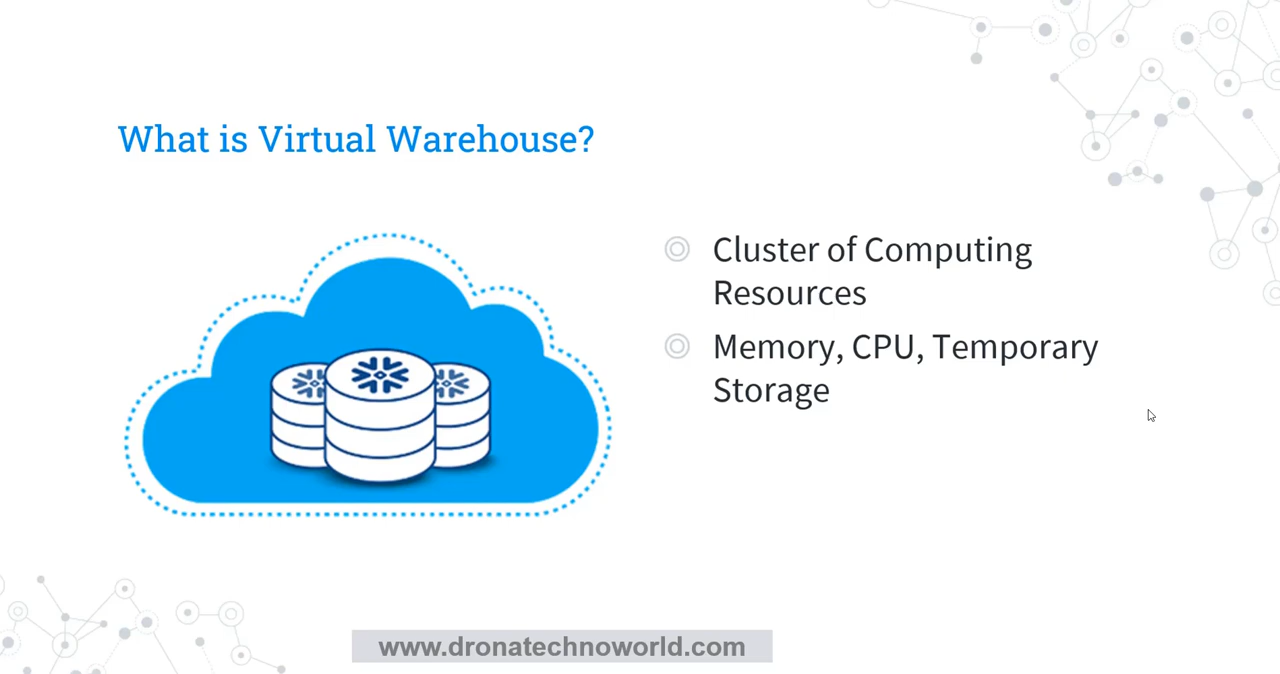 What is Virtual Warehouse?
Cluster of Computing
Resources
Memory, CPU, Temporary
Storage
www.dronatechnoworld.com